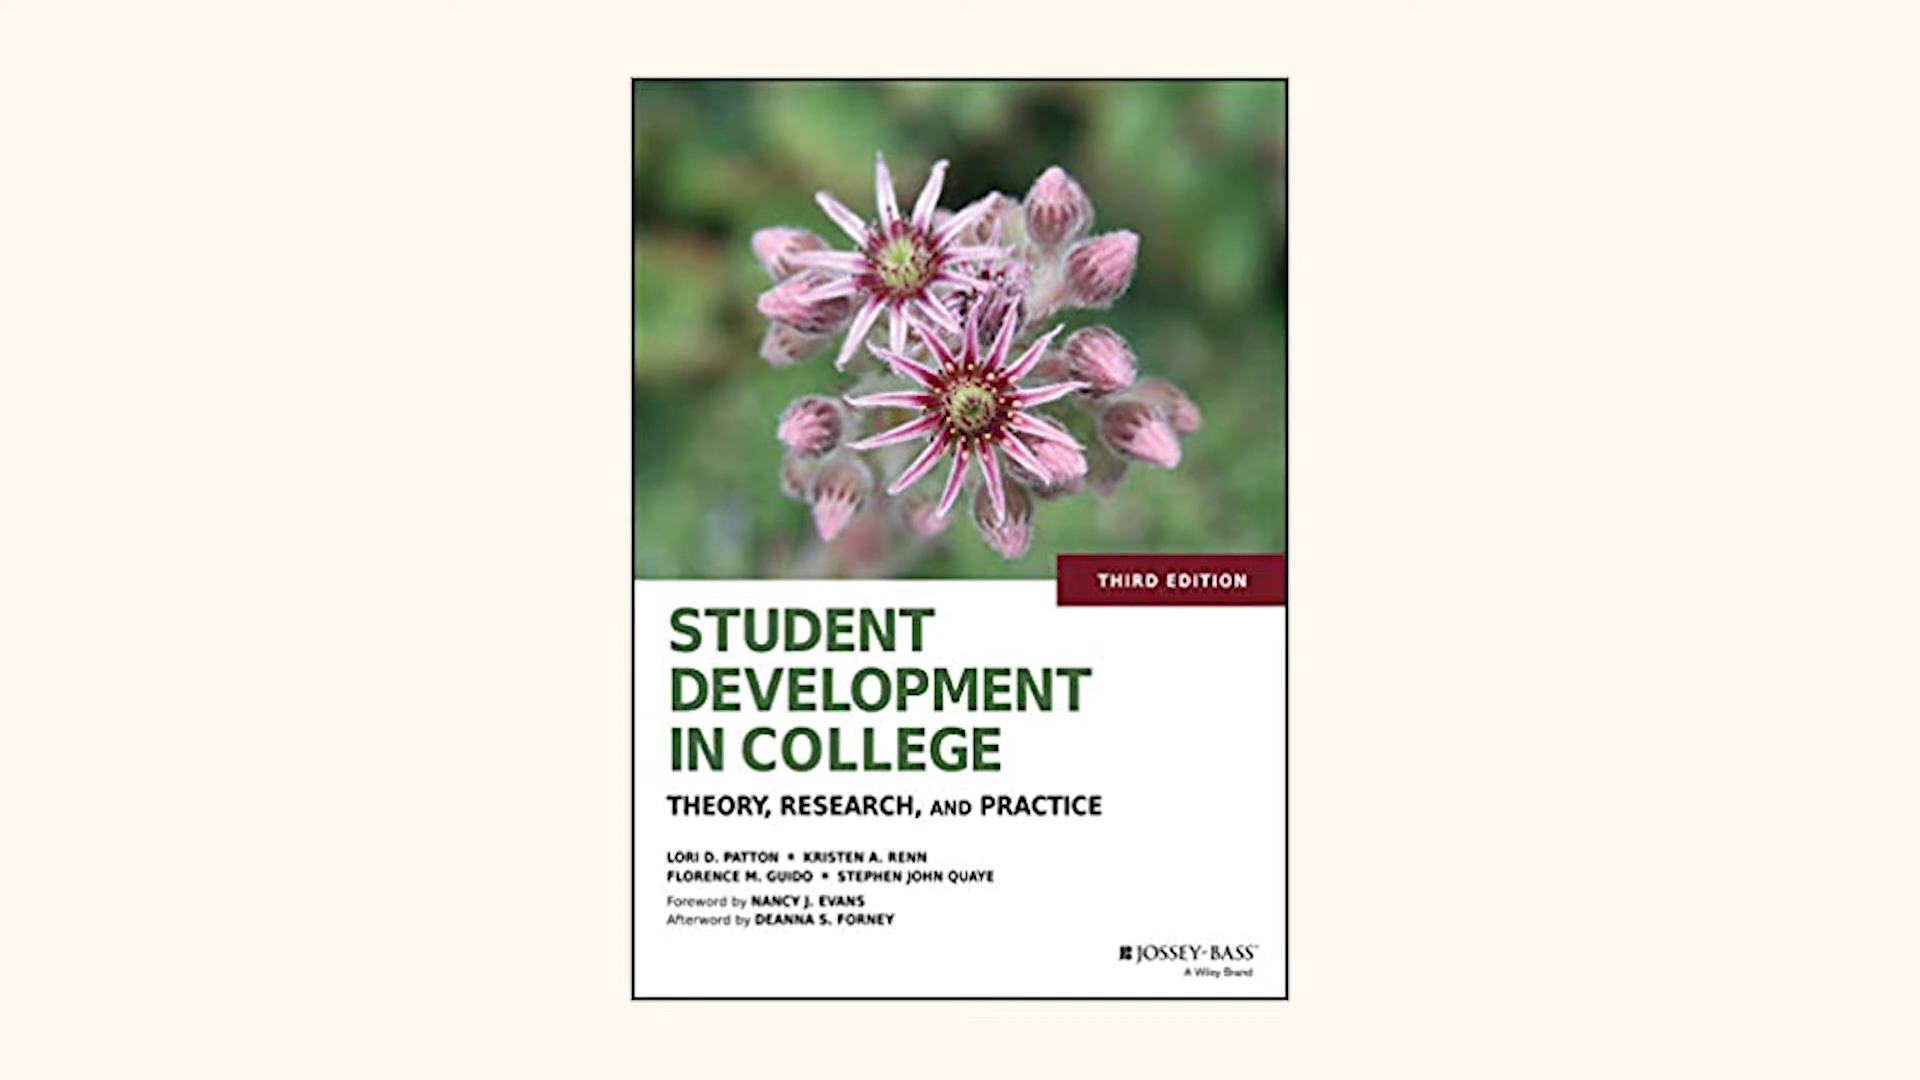 THIRD EDITION
STUDENT
DEVELOPMENT
IN COLLEGE
THEORY, RESEARCH, AND PRACTICE
LORI D. PATTON • KRISTEN A. RENN
FLORENCE M. GUIDO • STEPHEN JOHN QUAYE
Foreword by NANCY J. EVANS
Afterword by DEANNA S. FORNEY
JOSSEY-BASS
A Wiley Brand